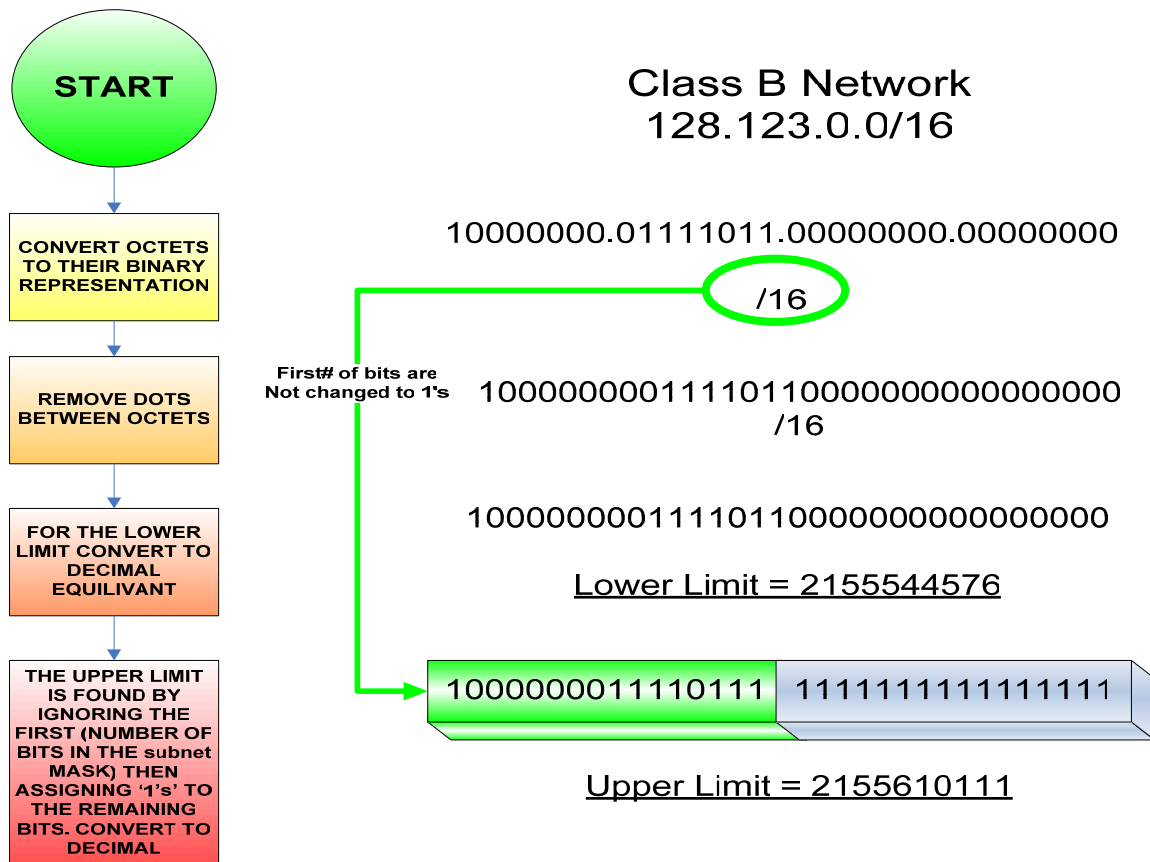 START
CONVERT OCTETS
TO THEIR BINARY
REPRESENTATION
REMOVE DOTS
BETWEEN OCTETS
FOR THE LOWER
LIMIT CONVERT TO
DECIMAL
EQUILIVANT
THE UPPER LIMIT
IS FOUND BY
IGNORING THE
FIRST (NUMBER OF
BITS IN THE subnet
MASK) THEN
ASSIGNING ‘1’s’ TO
THE REMAINING
BITS. CONVERT TO
DECIMAL
Class B Network
128.123.0.0/16
10000000.01111011.00000000.00000000
/16
First# of bits are
Not changed to 1's
10000000011110110000000000000000
/16
10000000011110110000000000000000
Lower Limit = 2155544576
1000000011110111 1111111111111111
Upper Limit = 2155610111